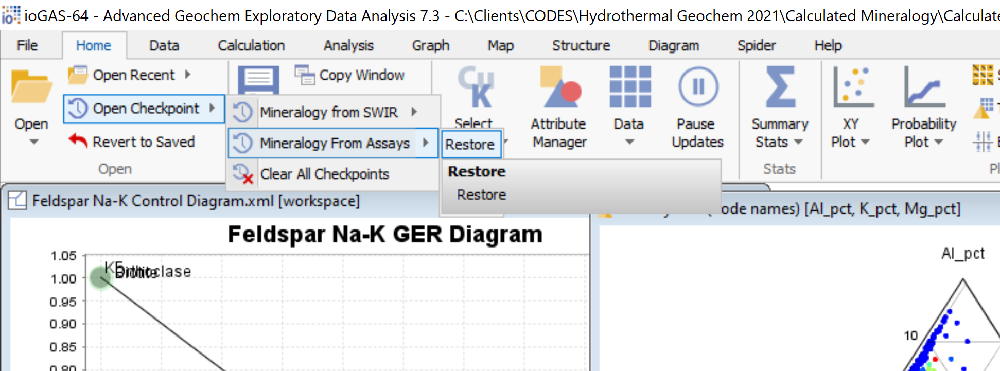 ioGAS-64 - Advanced Geochem Exploratory Data Analysis 7.3 - C:\Clients\CODES\Hydrothermal Geochem 2021\Calculated Mineralogy\Calculate
File Home Data Calculation Analysis Graph Map Structure Diagram Spider Help
Open Recent
Copy Window
Open Checkpoint
Mineralogy from SWIR
Open
Select
Attribute
Manager
Data
Pause
Updates
Summary
Stats
XY
Plot
Probability
Plot
Revert to Saved
Mineralogy From Assays
Restore
Open
Clear All Checkpoints
Restore
Restore
Stats
Feldspar Na-K Control Diagram.xml [workspace]
ode names) [Al_pct, K_pct, Mg_pct]
Feldspar Na-K GER Diagram
Al_pct
1.05
1.00
0.95
0.90
0.85
0.80
10